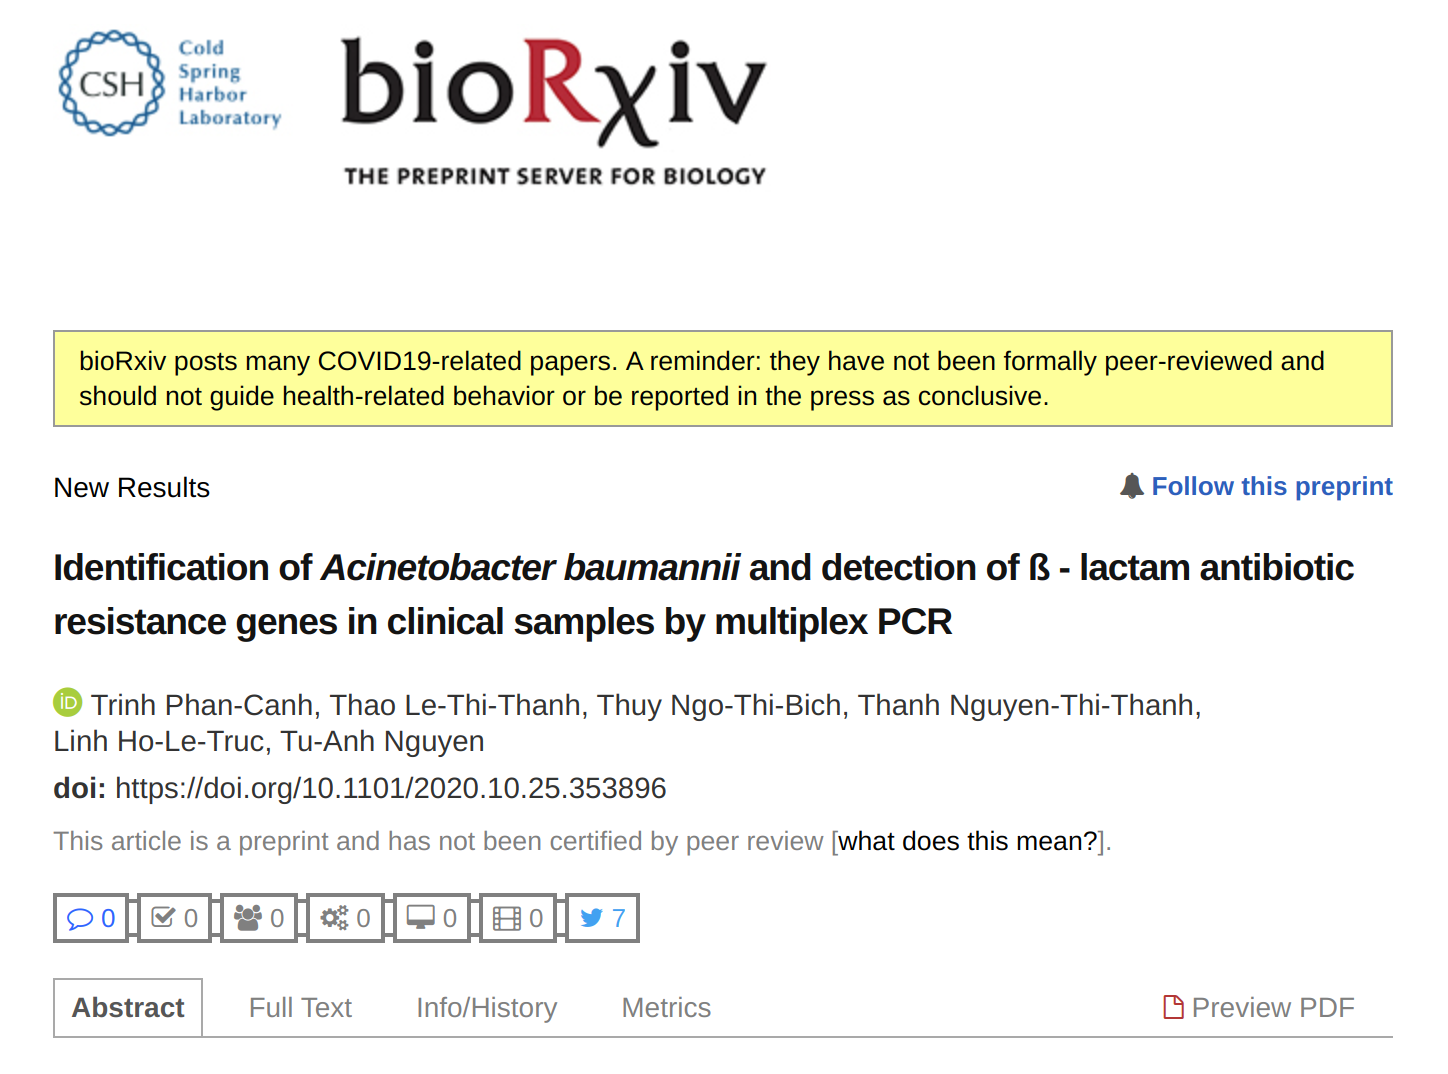 CSH
Cold
Spring
Harbor
Laboratory
bioRxiv
THE PREPRINT SERVER FOR BIOLOGY
bioRxiv posts many COVID19-related papers. A reminder: they have not been formally peer-reviewed and
should not guide health-related behavior or be reported in the press as conclusive.
New Results
Follow this preprint
Identification of Acinetobacter baumannii and detection of ß - lactam antibiotic
resistance genes in clinical samples by multiplex PCR
iD Trinh Phan-Canh, Thao Le-Thi-Thanh, Thuy Ngo-Thi-Bich, Thanh Nguyen-Thi-Thanh,
Linh Ho-Le-Truc, Tu-Anh Nguyen
doi: https://doi.org/10.1101/2020.10.25.353896
This article is a preprint and has not been certified by peer review [what does this mean?].
0 0 0 0 0 0 7
Abstract Full Text Info/History Metrics Preview PDF